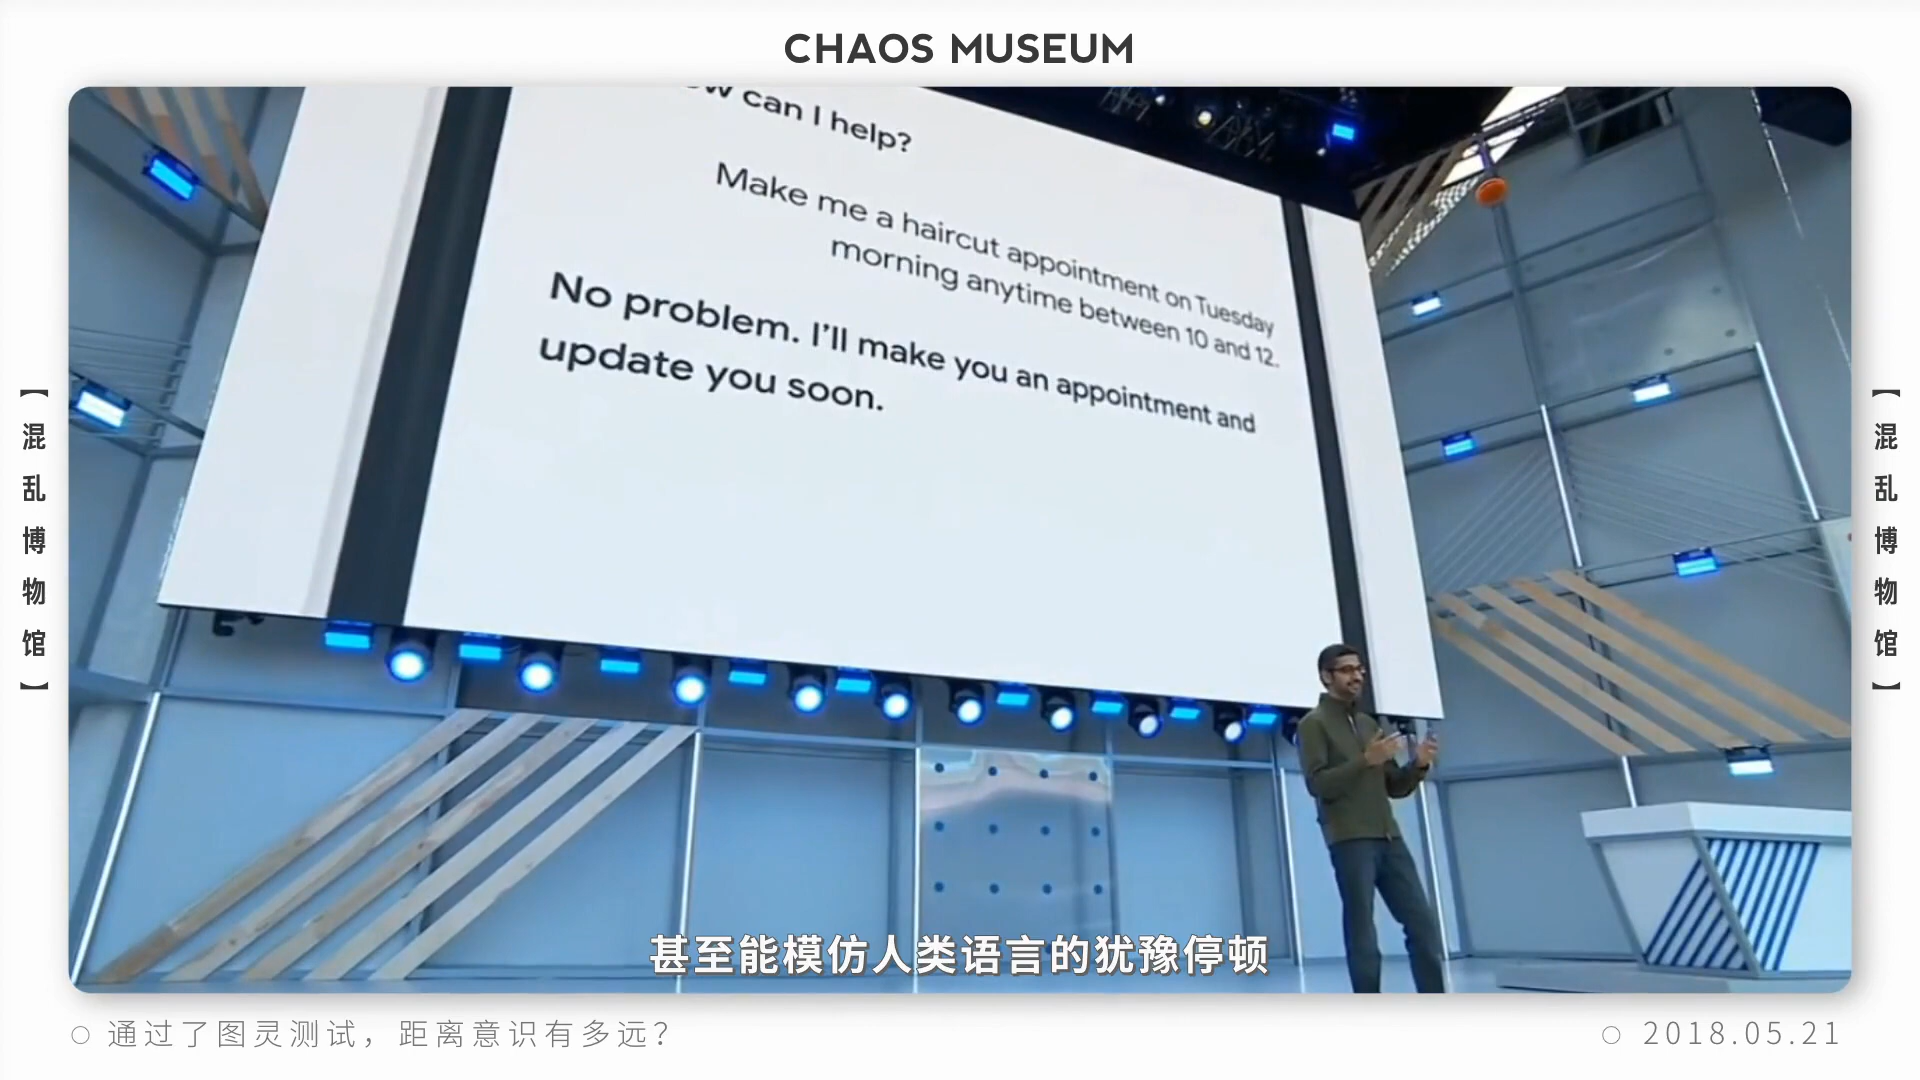 CHAOS MUSEUM
can I help?
Make me a haircut appointment on Tuesday
morning anytime between 10 and 12.
No problem. I'll make you an appointment and
update you soon.
【混乱博物馆】
【混乱博物馆】
甚至能模仿人类语言的犹豫停顿
通过了图灵测试，距离意识有多远？
2018.05.21